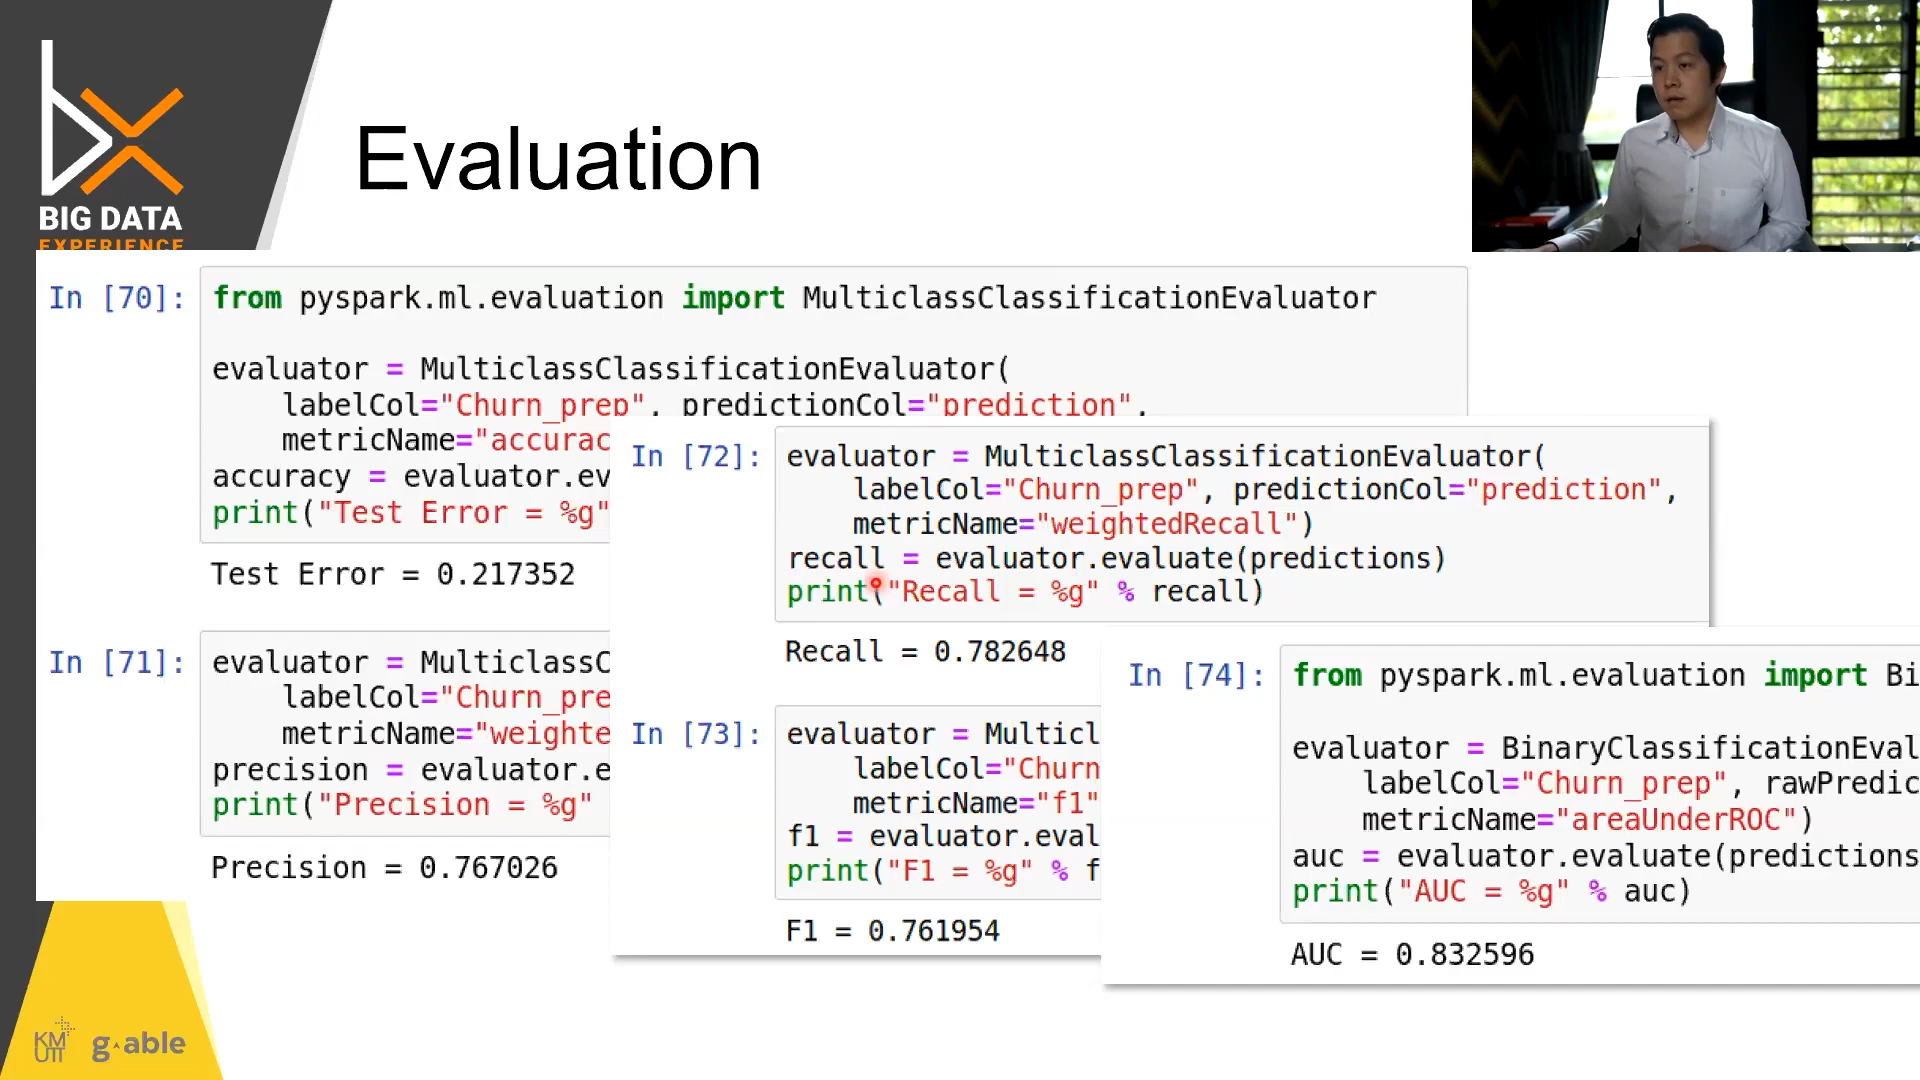 BIG DATA
EXPERIENCE
Evaluation
In [70]:
from pyspark.ml.evaluation import MulticlassClassificationEvaluator
evaluator = MulticlassClassificationEvaluator(
labelCol="Churn_prep", predictionCol="prediction",
metricName="accurac
accuracy = evaluator.ev
print("Test Error = %g"
Test Error = 0.217352
In [71]:
evaluator = MulticlassC
labelCol="Churn_pre
metricName="weighte
precision = evaluator.e
print("Precision = %g"
Precision = 0.767026
In [72]:
evaluator = MulticlassClassificationEvaluator(
labelCol="Churn_prep", predictionCol="prediction",
metricName="weightedRecall")
recall = evaluator.evaluate(predictions)
print("Recall = %g" % recall)
Recall = 0.782648
In [73]:
evaluator = Multicl
labelCol="Churn
metricName="f1"
f1 = evaluator.eval
print("F1 = %g" % f
F1 = 0.761954
In [74]:
from pyspark.ml.evaluation import Bi
evaluator = BinaryClassificationEval
labelCol="Churn_prep", rawPredic
metricName="areaUnderROC")
auc = evaluator.evaluate(predictions
print("AUC = %g" % auc)
AUC = 0.832596
KM
UTT
g-able